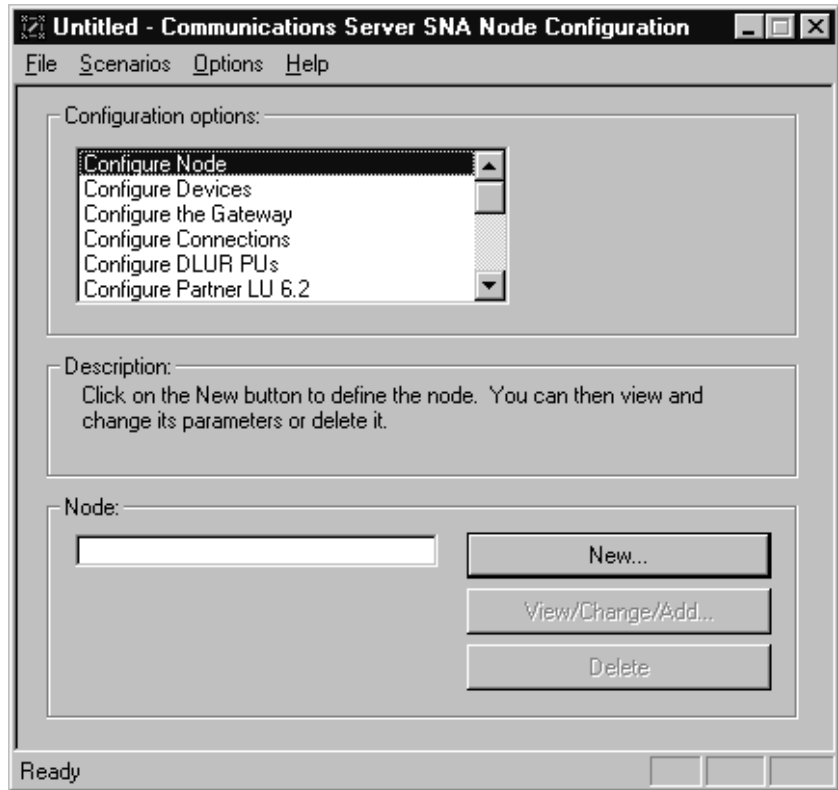 Untitled - Communications Server SNA Node Configuration
File Scenarios Options Help
Configuration options:
Configure Node
Configure Devices
Configure the Gateway
Configure Connections
Configure DLUR PUs
Configure Partner LU 6.2
Description:
Click on the New button to define the node. You can then view and
change its parameters or delete it.
Node:
New...
View/Change/Add...
Delete
Ready